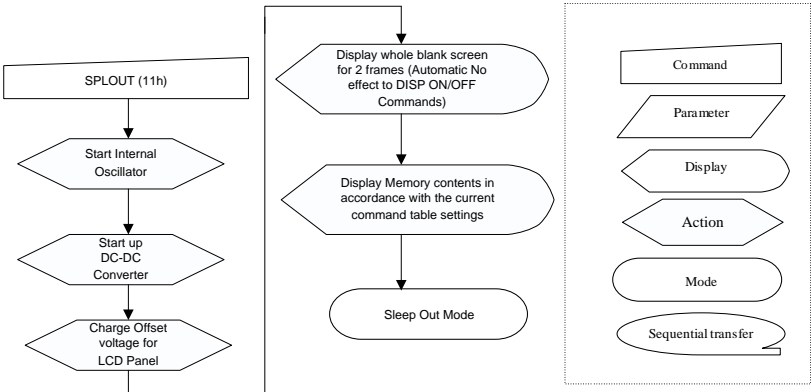 SPLOUT (11h)
Start Internal
Oscillator
Start up
DC-DC
Converter
Charge Offset
voltage for
LCD Panel
Display whole blank screen
for 2 frames (Automatic No
effect to DISP ON/OFF
Commands)
Display Memory contents in
accordance with the current
command table settings
Sleep Out Mode
Command
Parameter
Display
Action
Mode
Sequential transfer